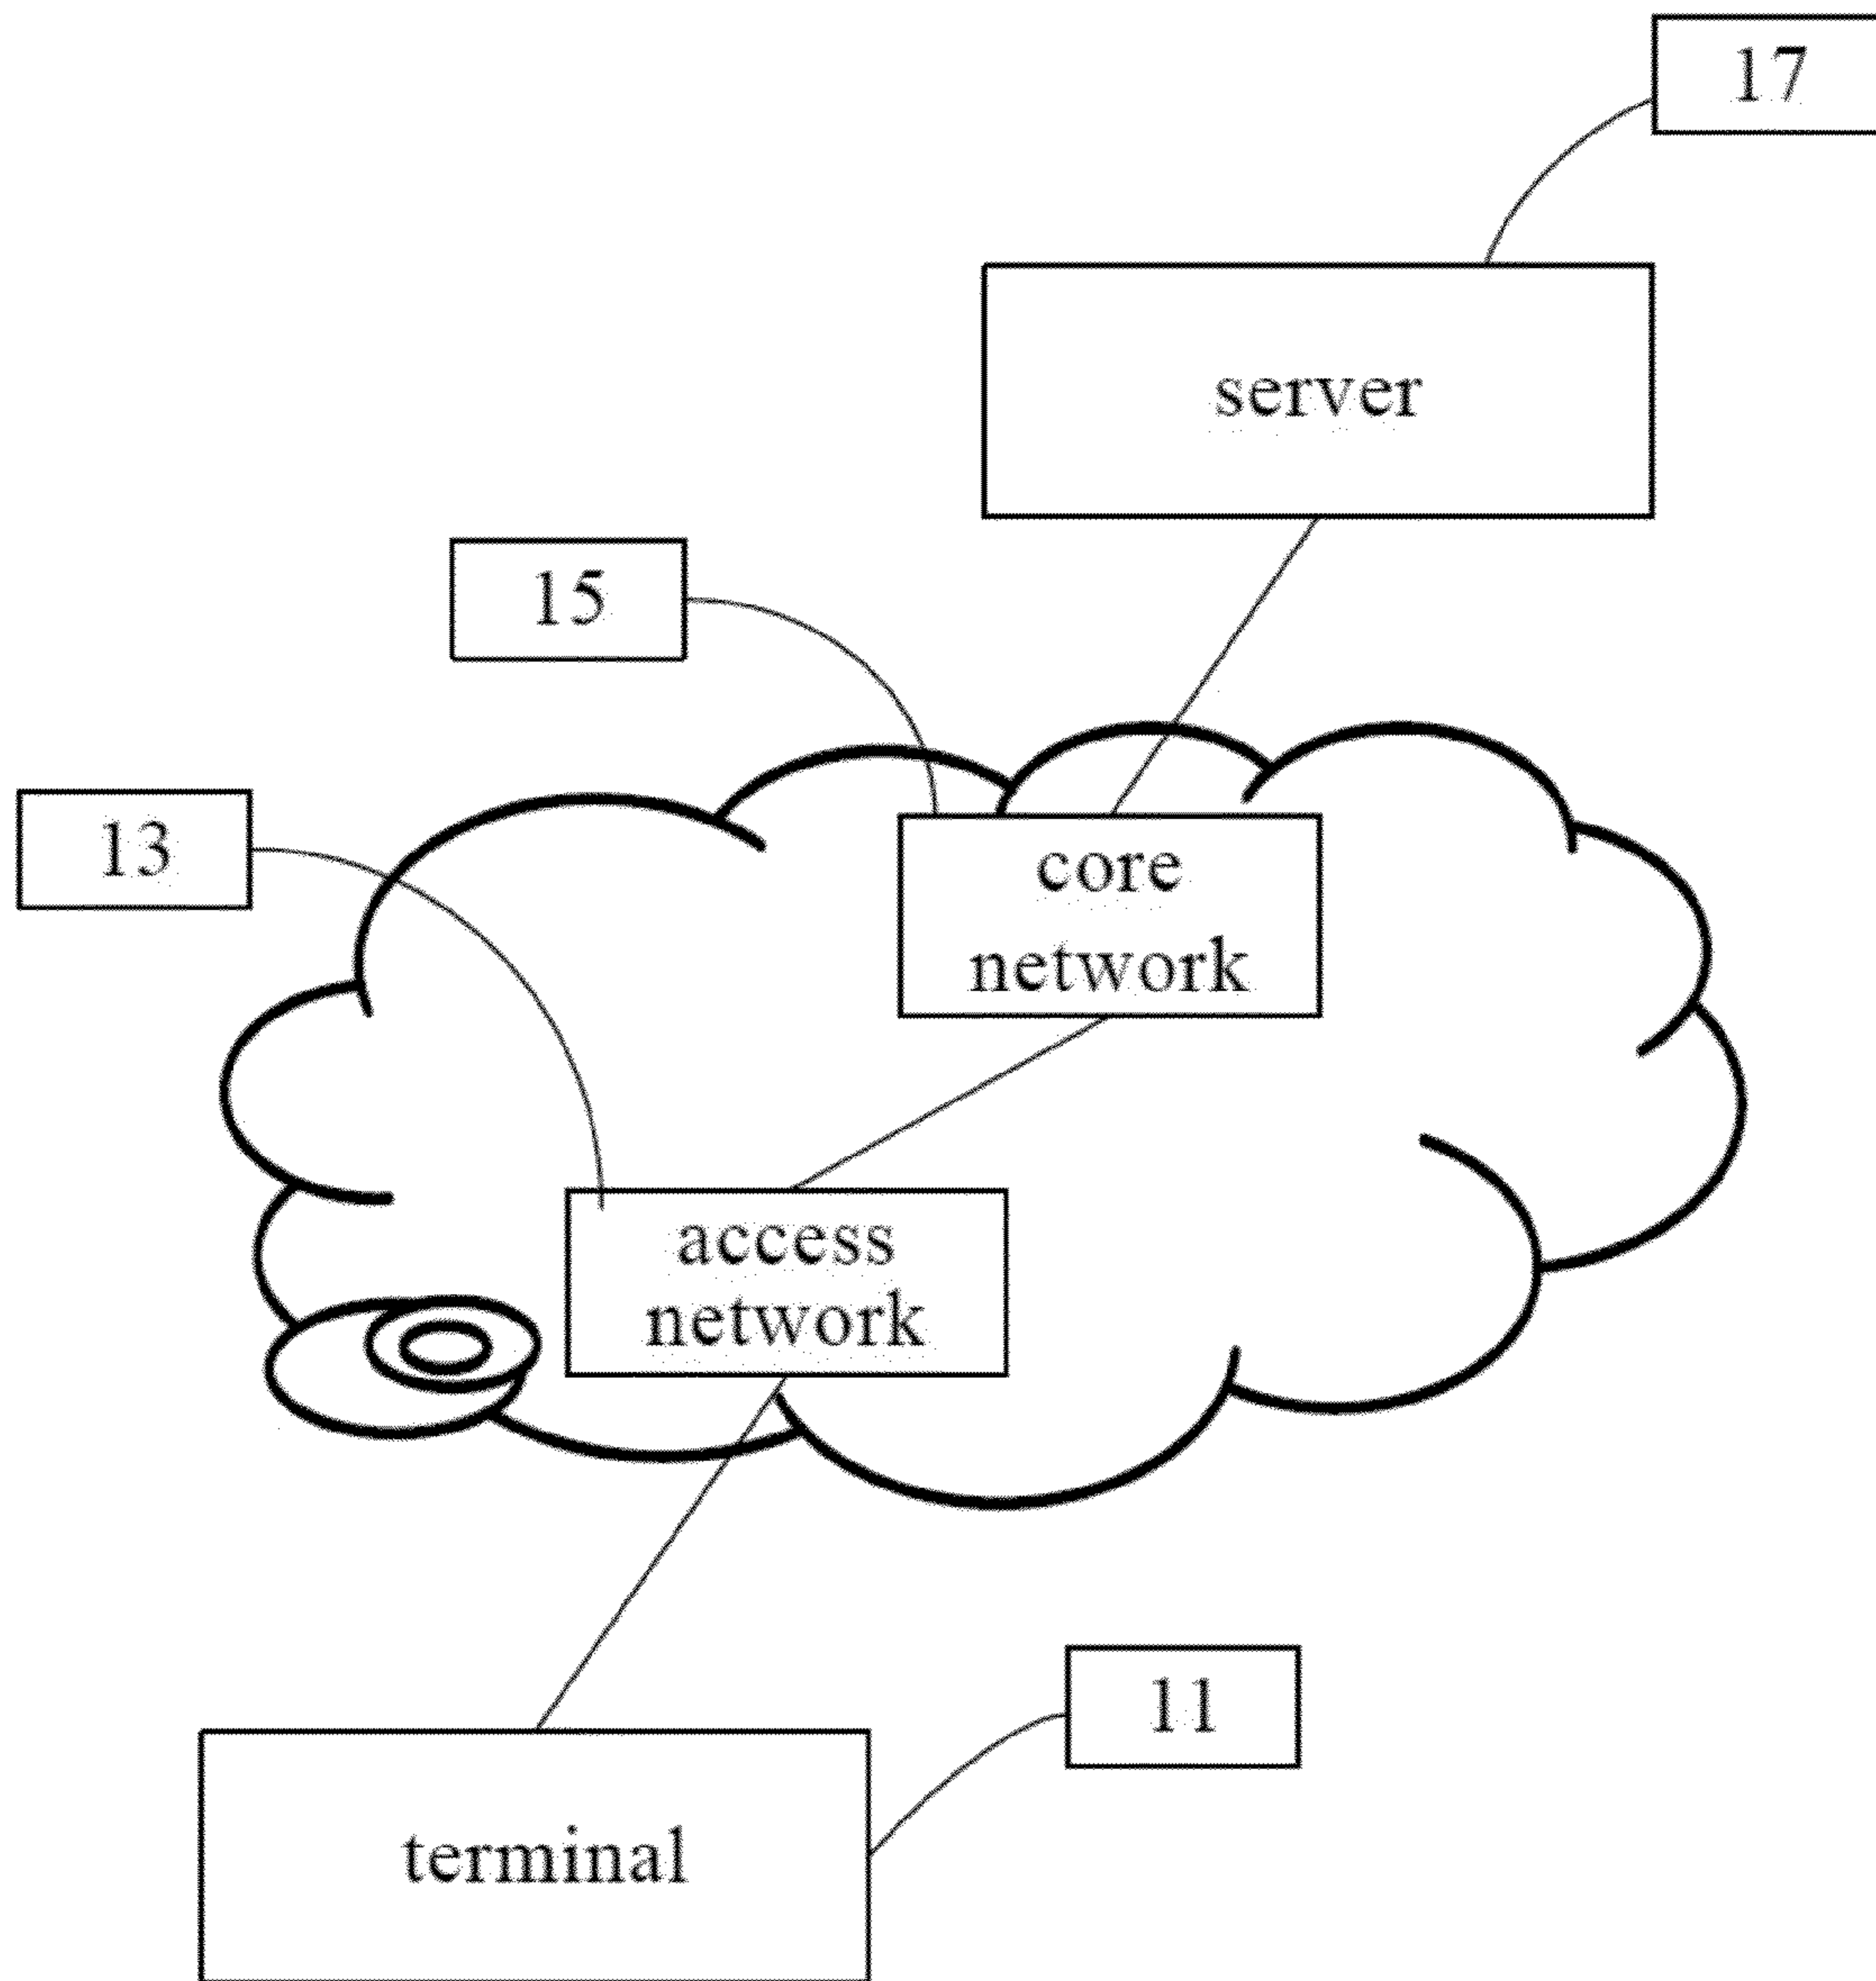 17
server
15
13
core
network
access
network
11
terminal